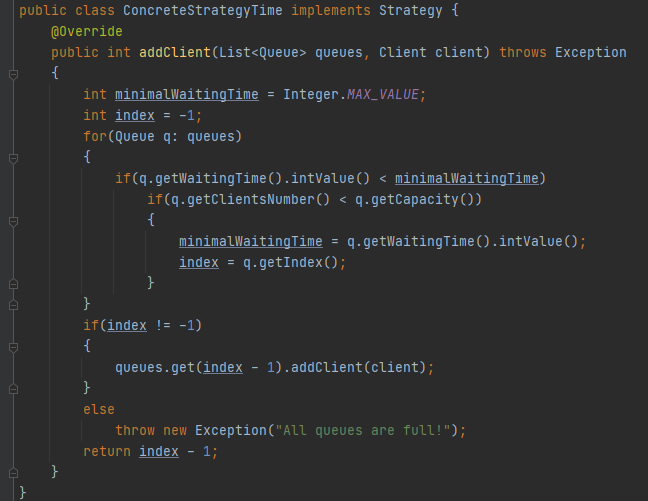 public class ConcreteStrategyTime implements Strategy {
    @Override
    public int addClient(List<Queue> queues, Client client) throws Exception
    {
        int minimalWaitingTime = Integer.MAX_VALUE;
        int index = -1;
        for(Queue q: queues)
        {
            if(q.getWaitingTime().intValue() < minimalWaitingTime)
                if(q.getClientsNumber() < q.getCapacity())
                {
                    minimalWaitingTime = q.getWaitingTime().intValue();
                    index = q.getIndex();
                }
        }
        if(index != -1)
        {
            queues.get(index - 1).addClient(client);
        }
        else
            throw new Exception("All queues are full!");
        return index - 1;
    }
}